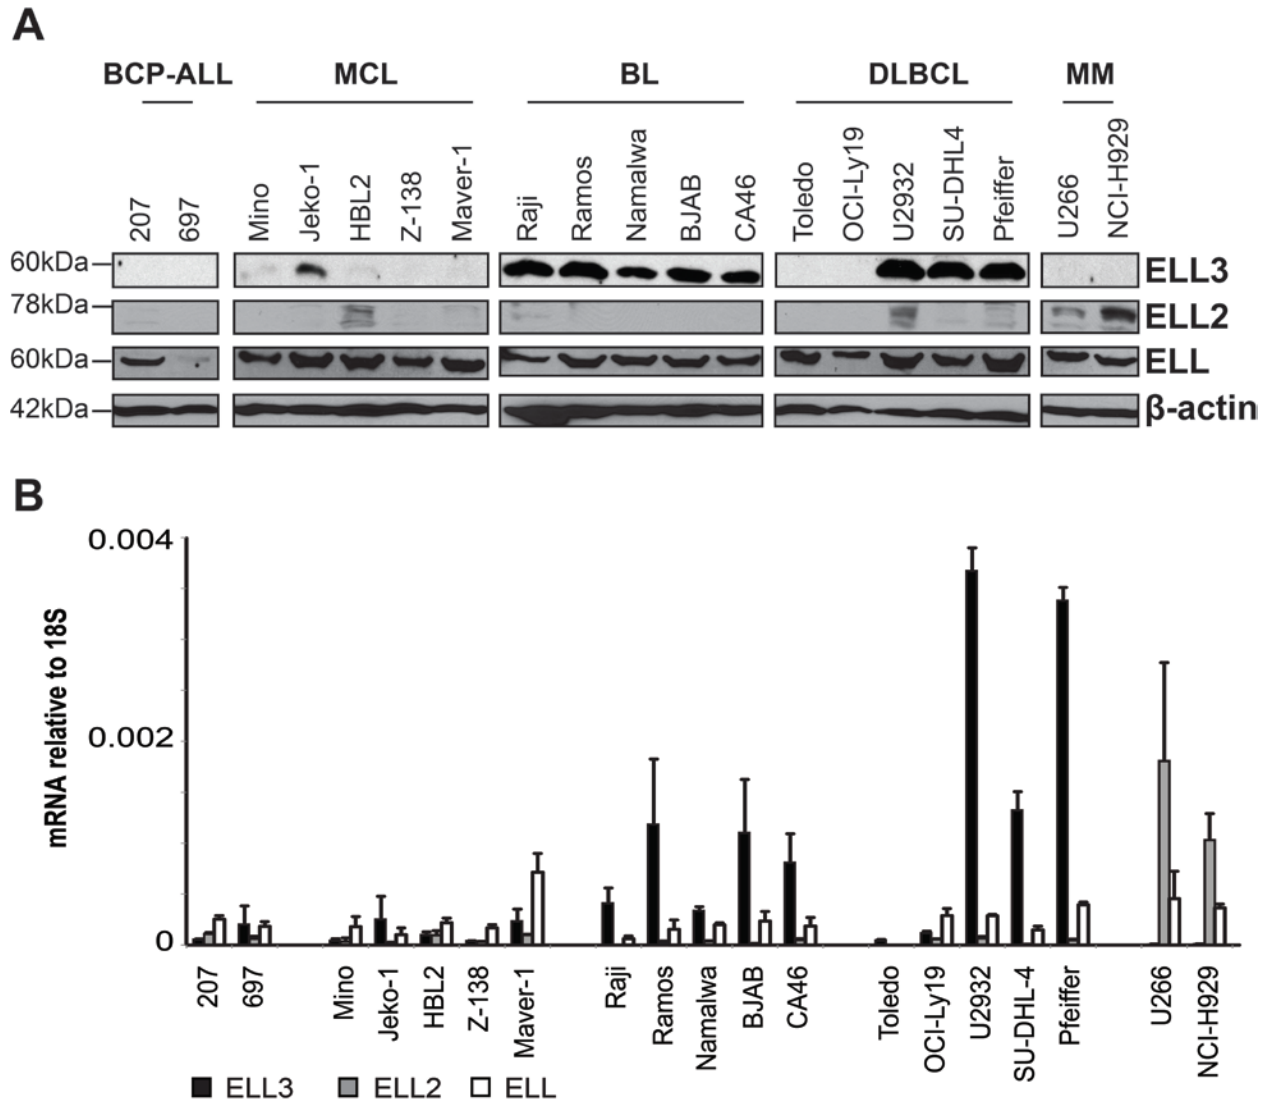 A
BCP-ALL MCL BL DLBCL MM
207 697 Mino Jeko-1 HBL2 Z-138 Maver-1 Raji Ramos Namalwa BJAB CA46 Toledo OCI-Ly19 U2932 SU-DHL4 Pfeiffer U266 NCI-H929
60kDa ELL3
78kDa ELL2
60kDa ELL
42kDa β-actin
B
mRNA relative to 18S
0.004
0.002
0
207 697 Mino Jeko-1 HBL2 Z-138 Maver-1 Raji Ramos Namalwa BJAB CA46 Toledo OCI-Ly19 U2932 SU-DHL-4 Pfeiffer U266 NCI-H929
ELL3 ELL2 ELL